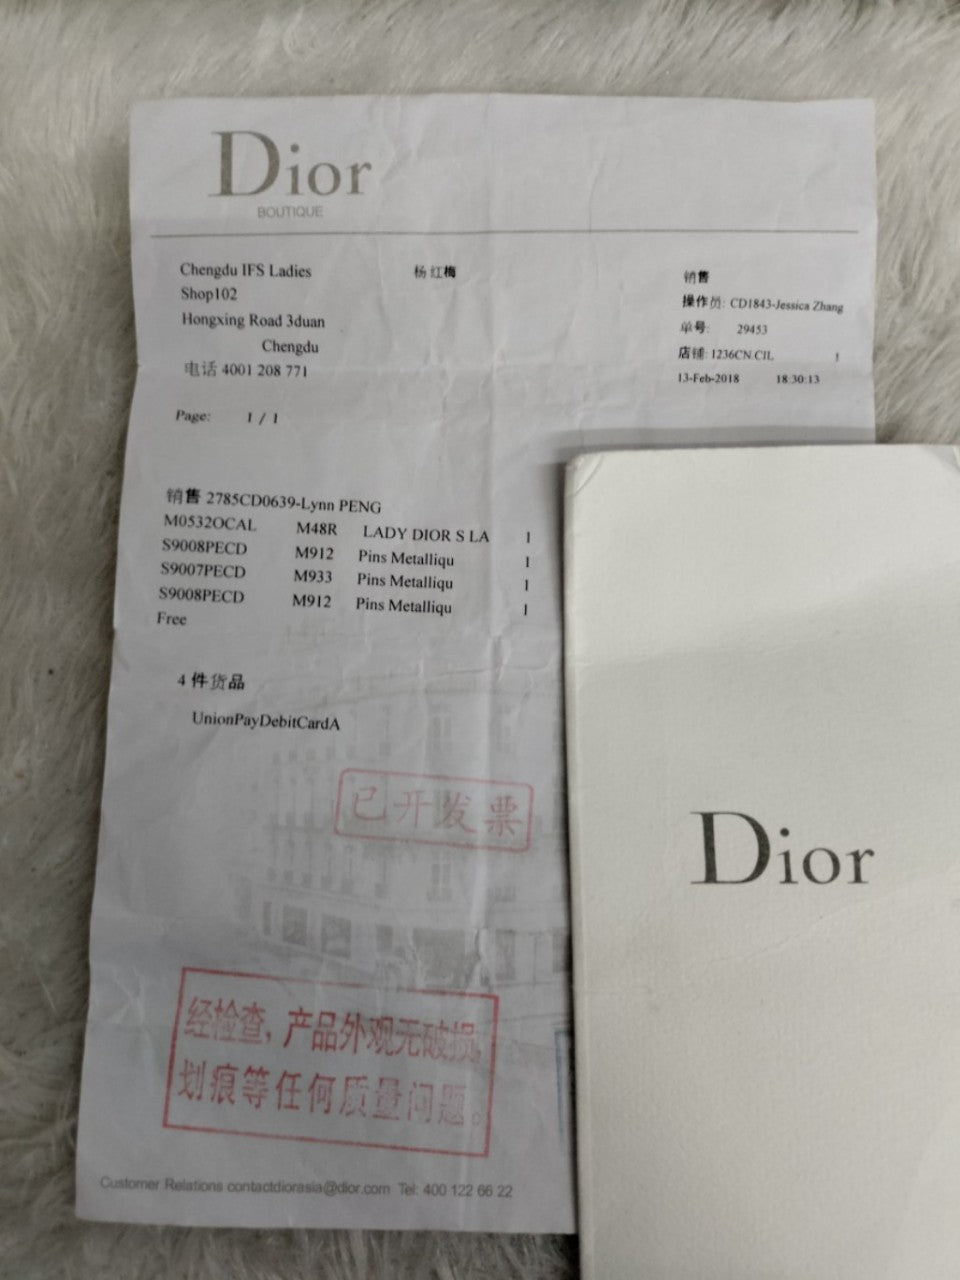 Dior
BOUTIQUE
Chengdu IFS Ladies 杨红梅 销售
Shop102 操作员: CD1843-Jessica Zhang
Hongxing Road 3duan 单号: 29453
Chengdu 店铺: 1236CN.CIL 1
电话 4001 208 771 13-Feb-2018 18:30:13
Page: 1 / 1
销售 2785CD0639-Lynn PENG
M0532OCAL M48R LADY DIOR S LA 1
S9008PECD M912 Pins Metalliqu 1
S9007PECD M933 Pins Metalliqu 1
S9008PECD M912 Pins Metalliqu 1
Free
4 件货品
UnionPayDebitCardA
已开发票
Dior
经检查，产品外观无破损,
划痕等任何质量问题。
Customer Relations contactdiorasia@dior.com Tel: 400 122 66 22